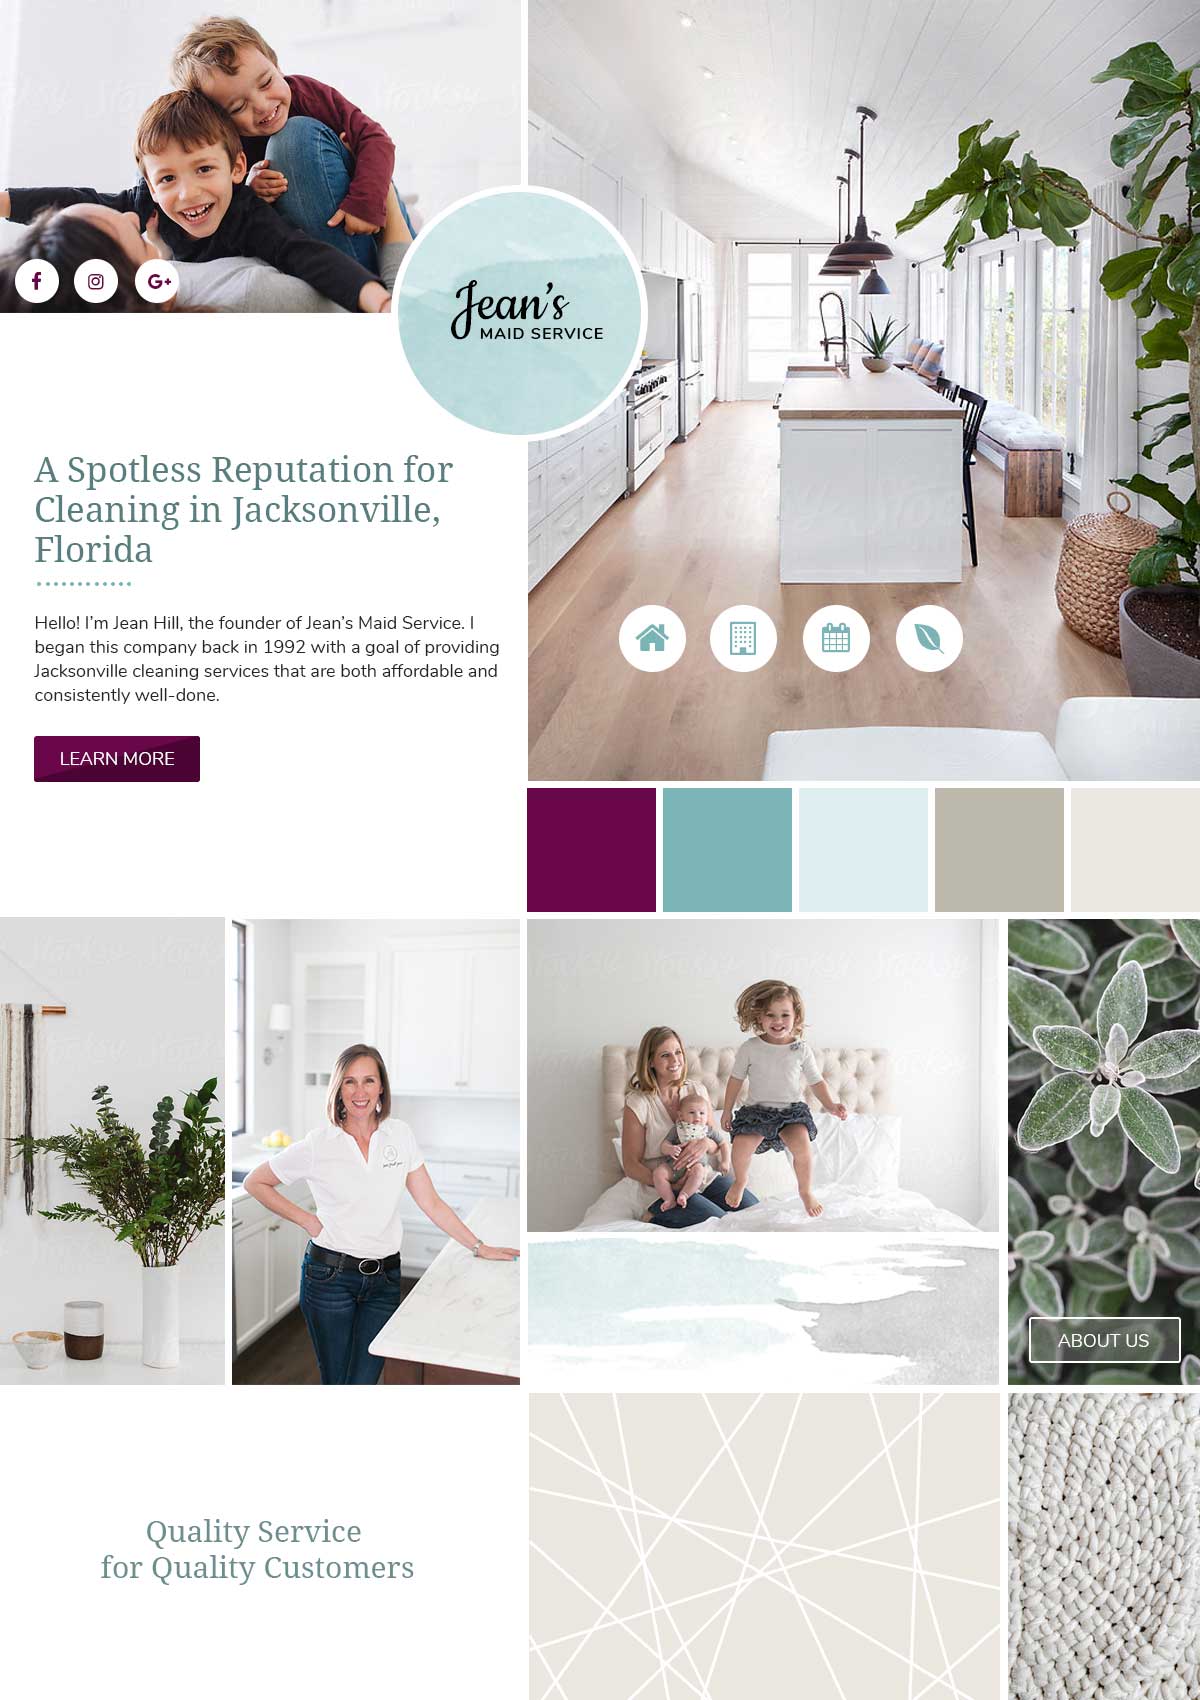 Jean's
MAID SERVICE
A Spotless Reputation for
Cleaning in Jacksonville,
Florida
Hello! I'm Jean Hill, the founder of Jean's Maid Service. I
began this company back in 1992 with a goal of providing
Jacksonville cleaning services that are both affordable and
consistently well-done.
LEARN MORE
ABOUT US
Quality Service
for Quality Customers